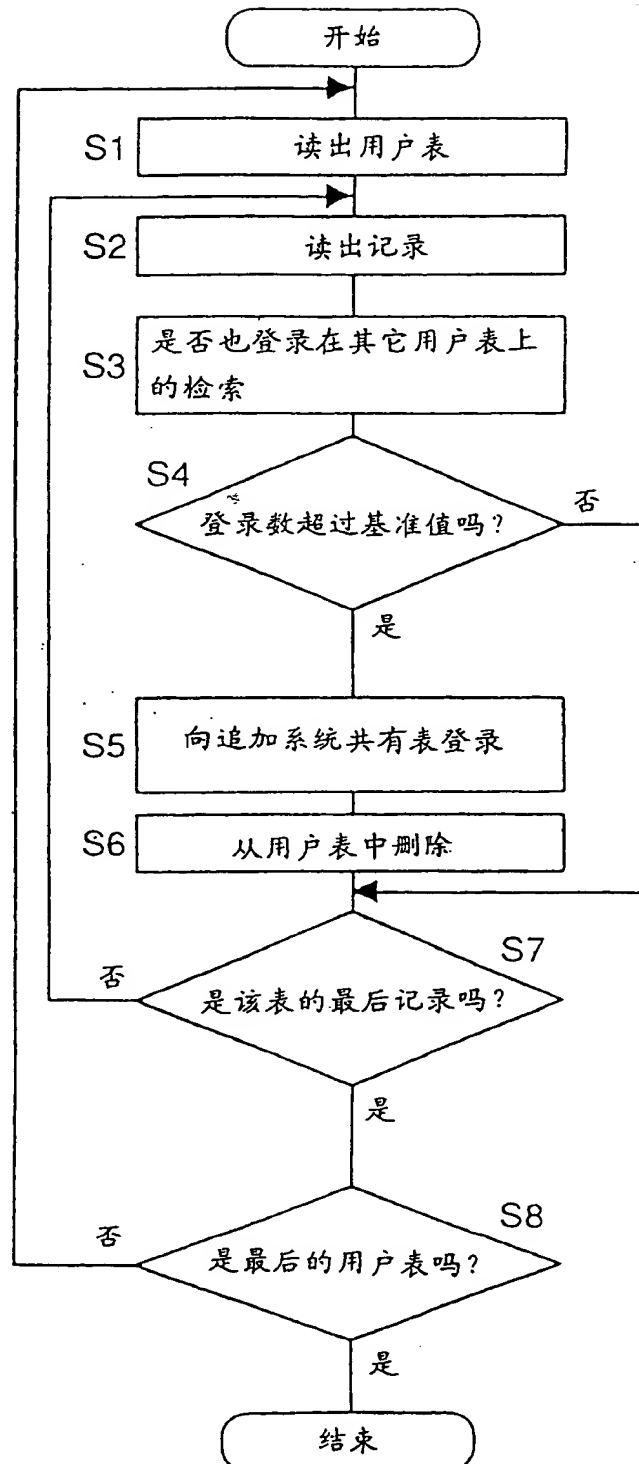 开始
S1
读出用户表
S2
读出记录
S3
是否也登录在其它用户表上
的检索
S4
登录数超过基准值吗?
否
是
S5
向追加系统共有表登录
S6
从用户表中删除
S7
否
是该表的最后记录吗?
是
S8
否
是最后的用户表吗?
是
结束